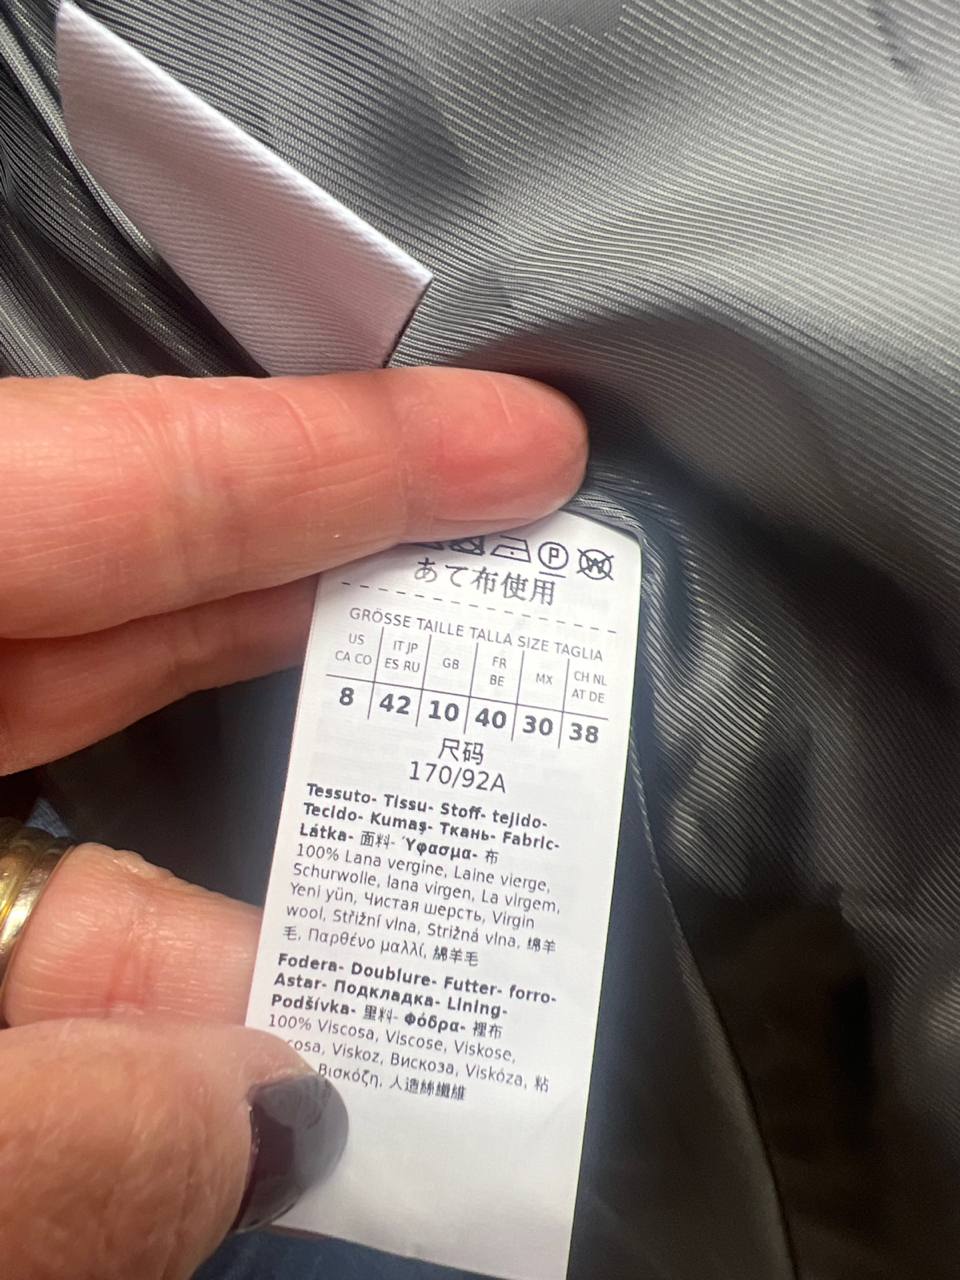 P W
あて布使用
GRÖSSE TAILLE TALLA SIZE TAGLIA
US CA CO IT JP ES RU GB FR BE MX CH NL AT DE
8 42 10 40 30 38
尺码
170/92A
Tessuto- Tissu- Stoff- tejido-
Tecido- Kumaş- Ткань- Fabric-
Látka- 面料- Ύφασμα- 布
100% Lana vergine, Laine vierge,
Schurwolle, lana virgen, La virgem,
Yeni yün, Чистая шерсть, Virgin
wool, Střižní vlna, Strižná vlna, 绵羊
毛, Παρθένο μαλλί, 綿羊毛
Fodera- Doublure- Futter- forro-
Astar- Подкладка- Lining-
Podšívka- 里料- Φόδρα- 裡布
100% Viscosa, Viscose, Viskose,
cosa, Viskoz, Вискоза, Viskóza, 粘
Βισκόζη, 人造絲纖維